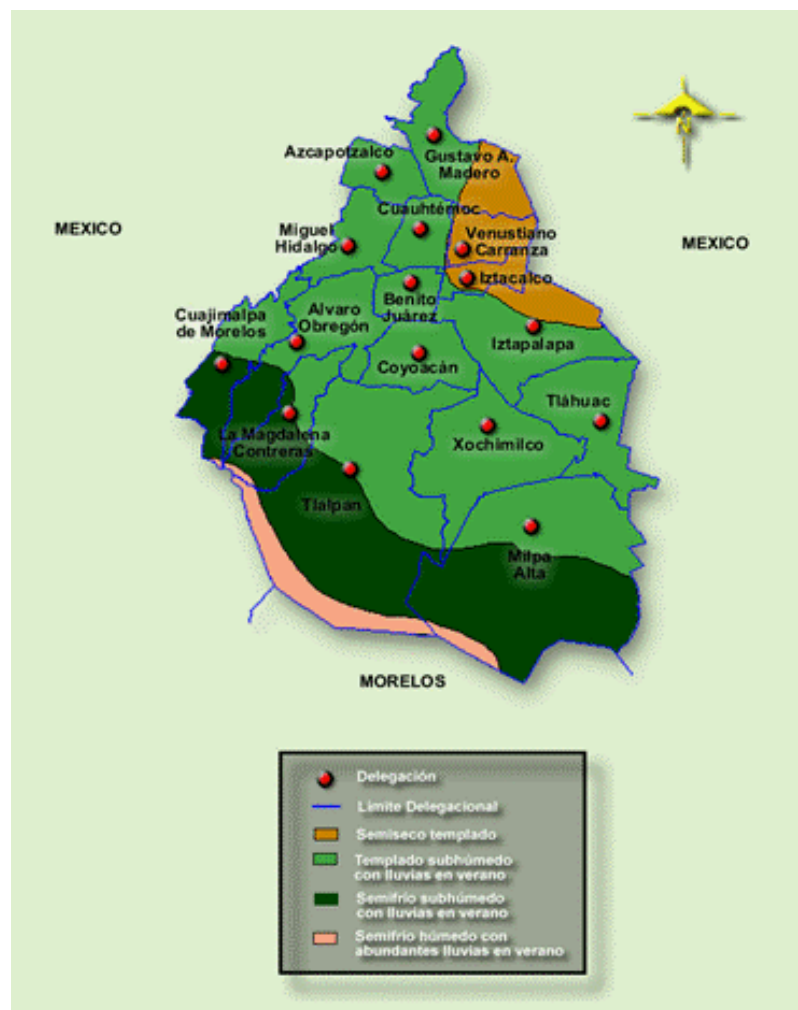 Azcapotzalco
Gustavo A.
Madero
N
Cuauhtémoc
MEXICO
Miguel
Hidalgo
Venustiano
Carranza
MEXICO
Iztacalco
Cuajimalpa
de Morelos
Alvaro
Obregón
Benito
Juárez
Iztapalapa
Coyoacán
Tláhuac
La Magdalena
Contreras
Xochimilco
Tlalpan
Milpa
Alta
MORELOS
Delegación
Límite Delegacional
Semiseco templado
Templado subhúmedo
con lluvias en verano
Semifrío subhúmedo
con lluvias en verano
Semifrío húmedo con
abundantes lluvias en verano